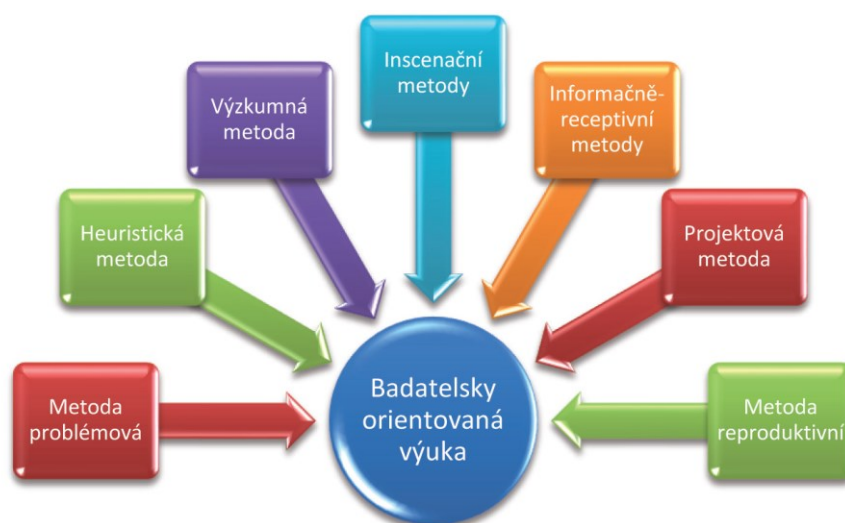 Inscenační
metody
Výzkumná
metoda
Informačně-
receptivní
metody
Heuristická
metoda
Projektová
metoda
Metoda
problémová
Badatelsky
orientovaná
výuka
Metoda
reproduktivní